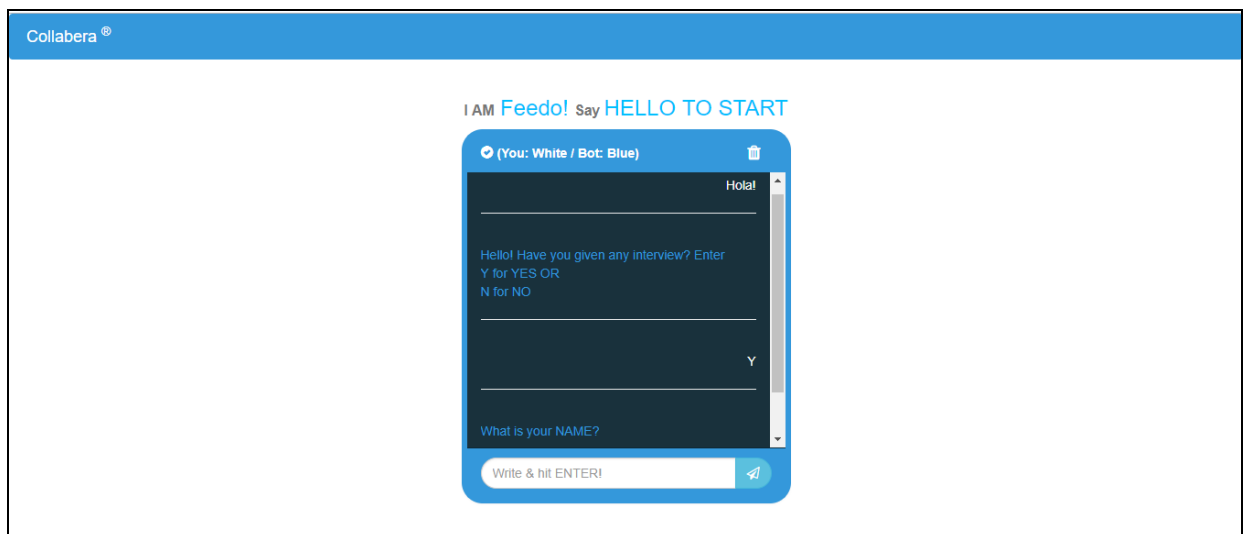 Collabera ®
I AM Feedo! Say HELLO TO START
(You: White / Bot: Blue)
Hola!
Hello! Have you given any interview? Enter
Y for YES OR
N for NO
Y
What is your NAME?
Write & hit ENTER!